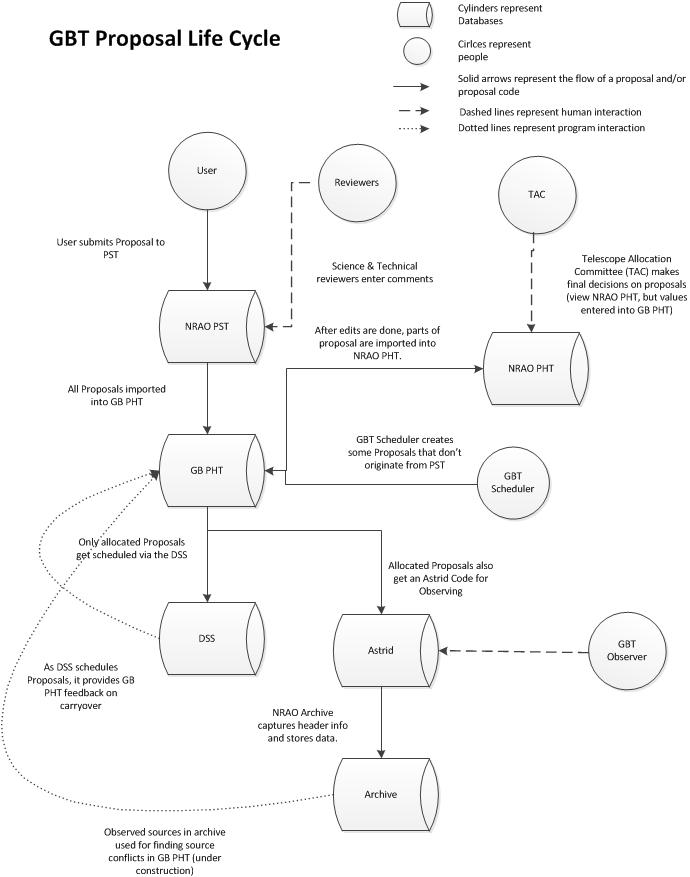 GBT Proposal Life Cycle
Cylinders represent
Databases
Cirlces represent
people
Solid arrows represent the flow of a proposal and/or
proposal code
Dashed lines represent human interaction
Dotted lines represent program interaction
User
Reviewers
TAC
User submits Proposal to
PST
Science & Technical
reviewers enter comments
Telescope Allocation
Committee (TAC) makes
final decisions on proposals
(view NRAO PHT, but values
entered into GB PHT)
NRAO PST
After edits are done, parts of
proposal are imported into
NRAO PHT.
NRAO PHT
All Proposals imported
into GB PHT
GBT Scheduler creates
some Proposals that don't
originate from PST
GB PHT
GBT
Scheduler
Only allocated Proposals
get scheduled via the DSS
Allocated Proposals also
get an Astrid Code for
Observing
DSS
Astrid
GBT
Observer
As DSS schedules
Proposals, it provides GB
PHT feedback on
carryover
NRAO Archive
captures header info
and stores data.
Archive
Observed sources in archive
used for finding source
conflicts in GB PHT (under
construction)